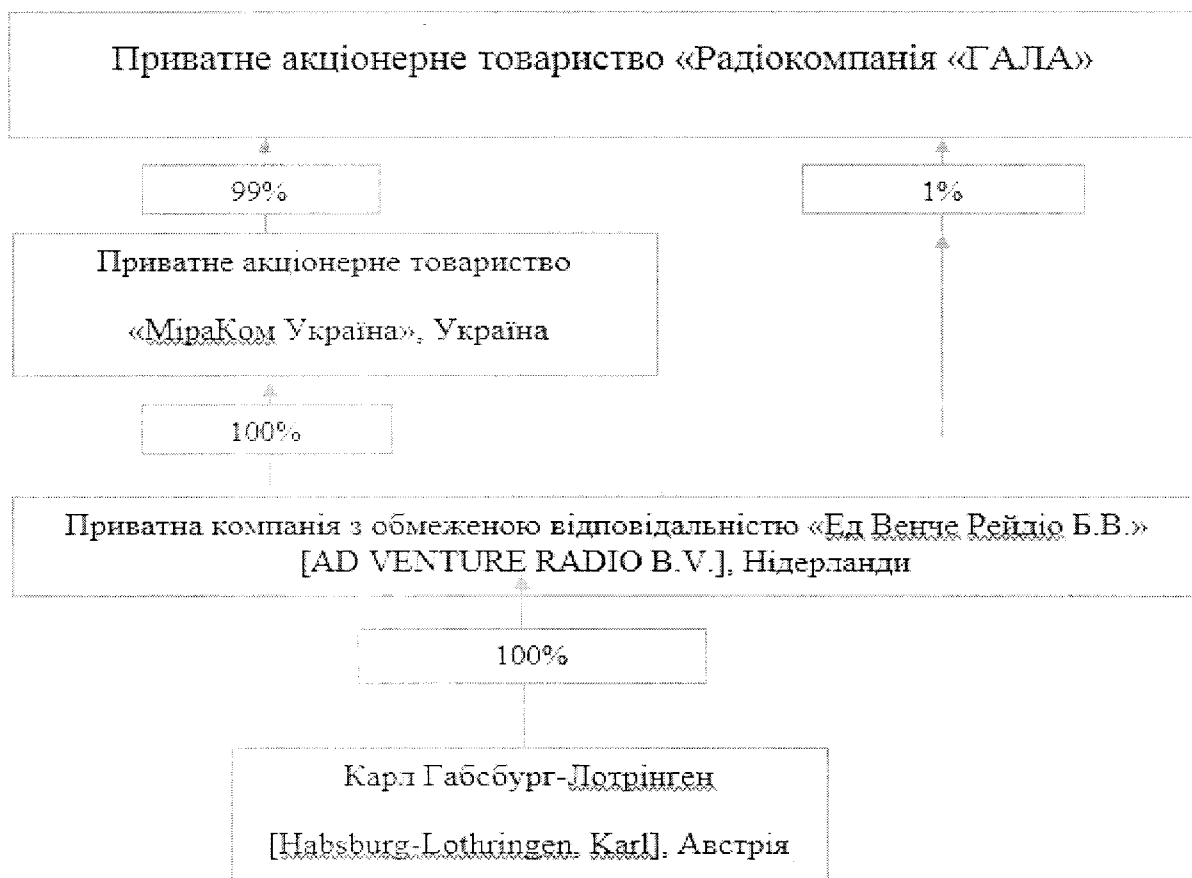 Приватне акціонерне товариство «Радіокомпанія «ГАЛА»
99%
1%
Приватне акціонерне товариство
«МіраКом Україна», Україна
100%
Приватна компанія з обмеженою відповідальністю «Ед Венче Рейдіо Б.В.»
[AD VENTURE RADIO B.V.], Нідерланди
100%
Карл Габсбург-Лотрінген
[Habsburg-Lothringen, Karl], Австрія